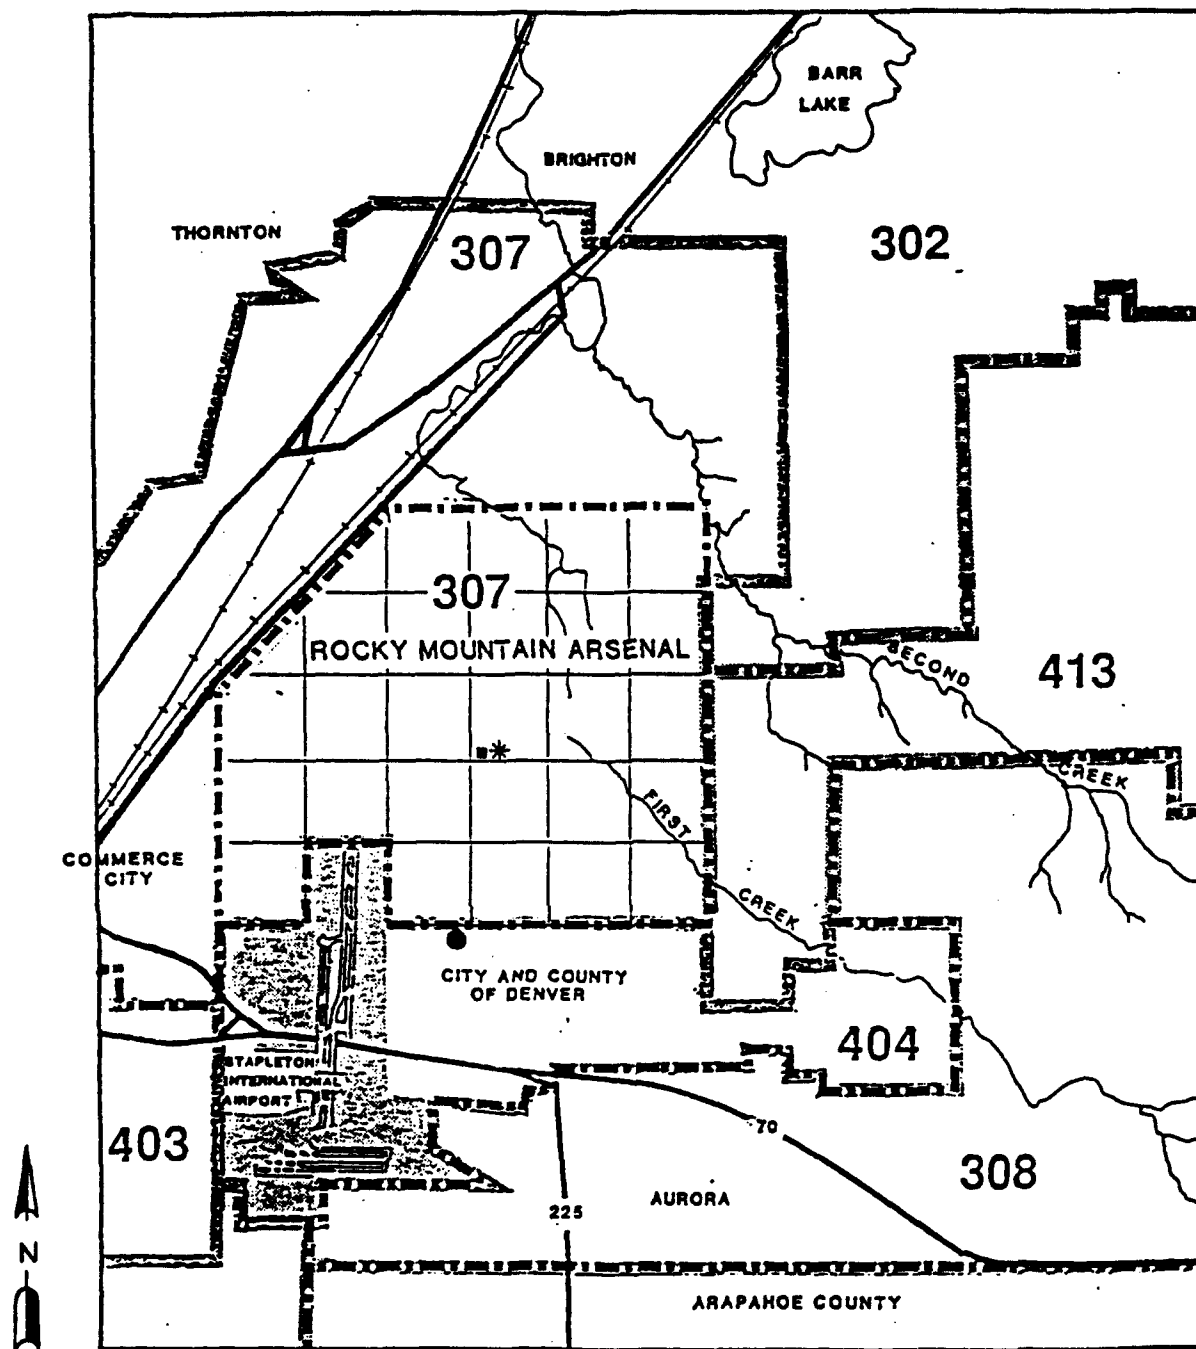 BARR
LAKE
BRIGHTON
THORNTON
307
302
307
ROCKY MOUNTAIN ARSENAL
SECOND
413
CREEK
FIRST
COMMERCE
CITY
CREEK
CITY AND COUNTY
OF DENVER
404
STAPLETON
INTERNATIONAL
AIRPORT
70
403
308
AURORA
225
N
ARAPAHOE COUNTY